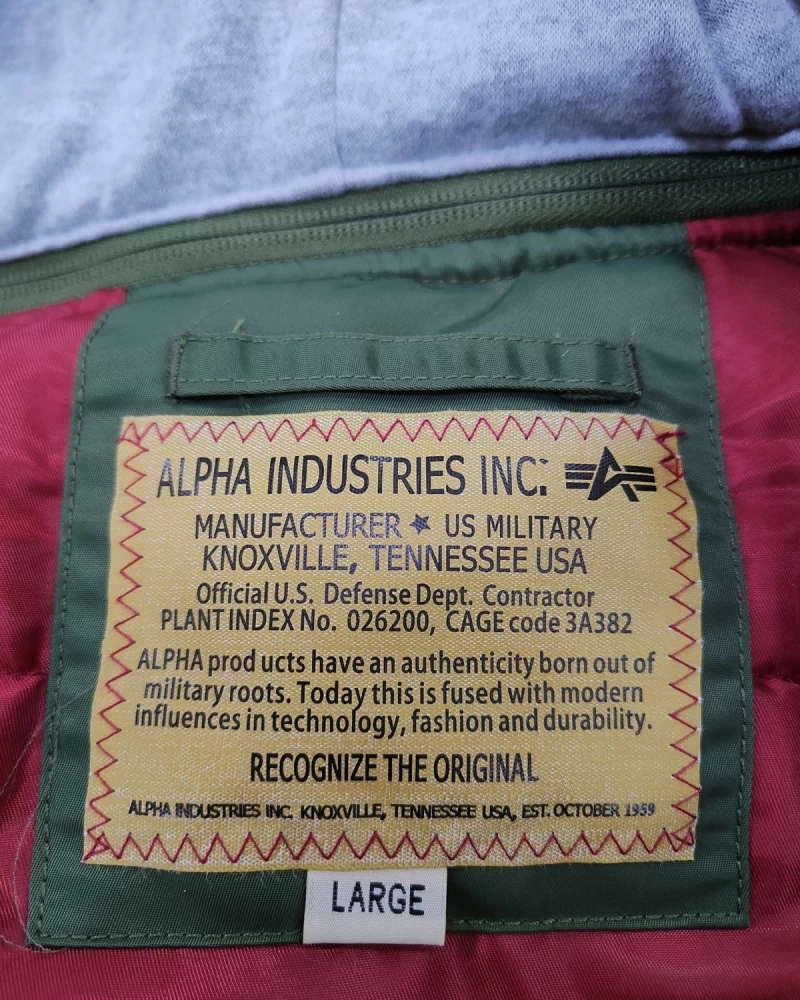 ALPHA INDUSTRIES INC.
MANUFACTURER ★ US MILITARY
KNOXVILLE, TENNESSEE USA
Official U.S. Defense Dept. Contractor
PLANT INDEX No. 026200, CAGE code 3A382
ALPHA prod ucts have an authenticity born out of
military roots. Today this is fused with modern
influences in technology, fashion and durability.
RECOGNIZE THE ORIGINAL
ALPHA INDUSTRIES INC. KNOXVILLE, TENNESSEE USA, EST. OCTOBER 1959
LARGE